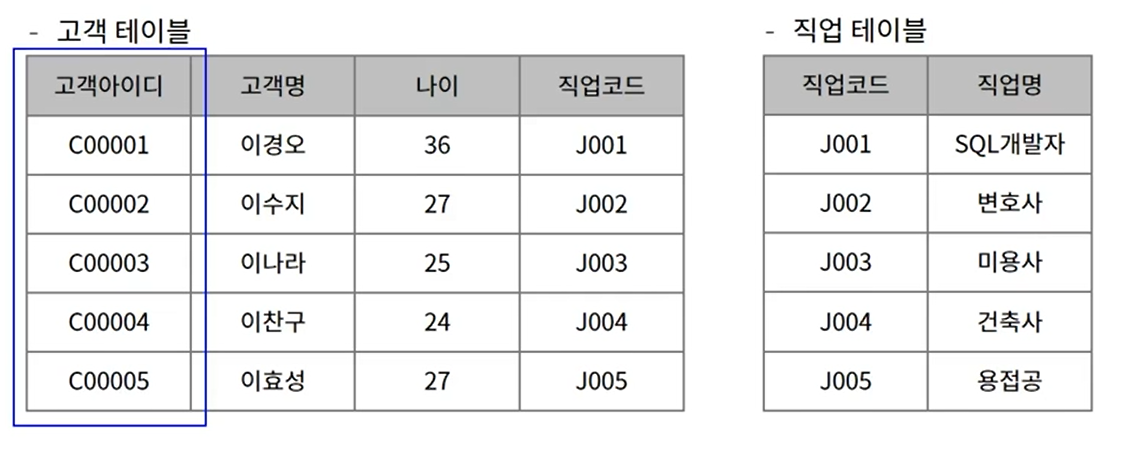 - 고객 테이블
고객아이디 고객명 나이 직업코드
C00001 이경오 36 J001
C00002 이수지 27 J002
C00003 이나라 25 J003
C00004 이찬구 24 J004
C00005 이효성 27 J005
- 직업 테이블
직업코드 직업명
J001 SQL개발자
J002 변호사
J003 미용사
J004 건축사
J005 용접공